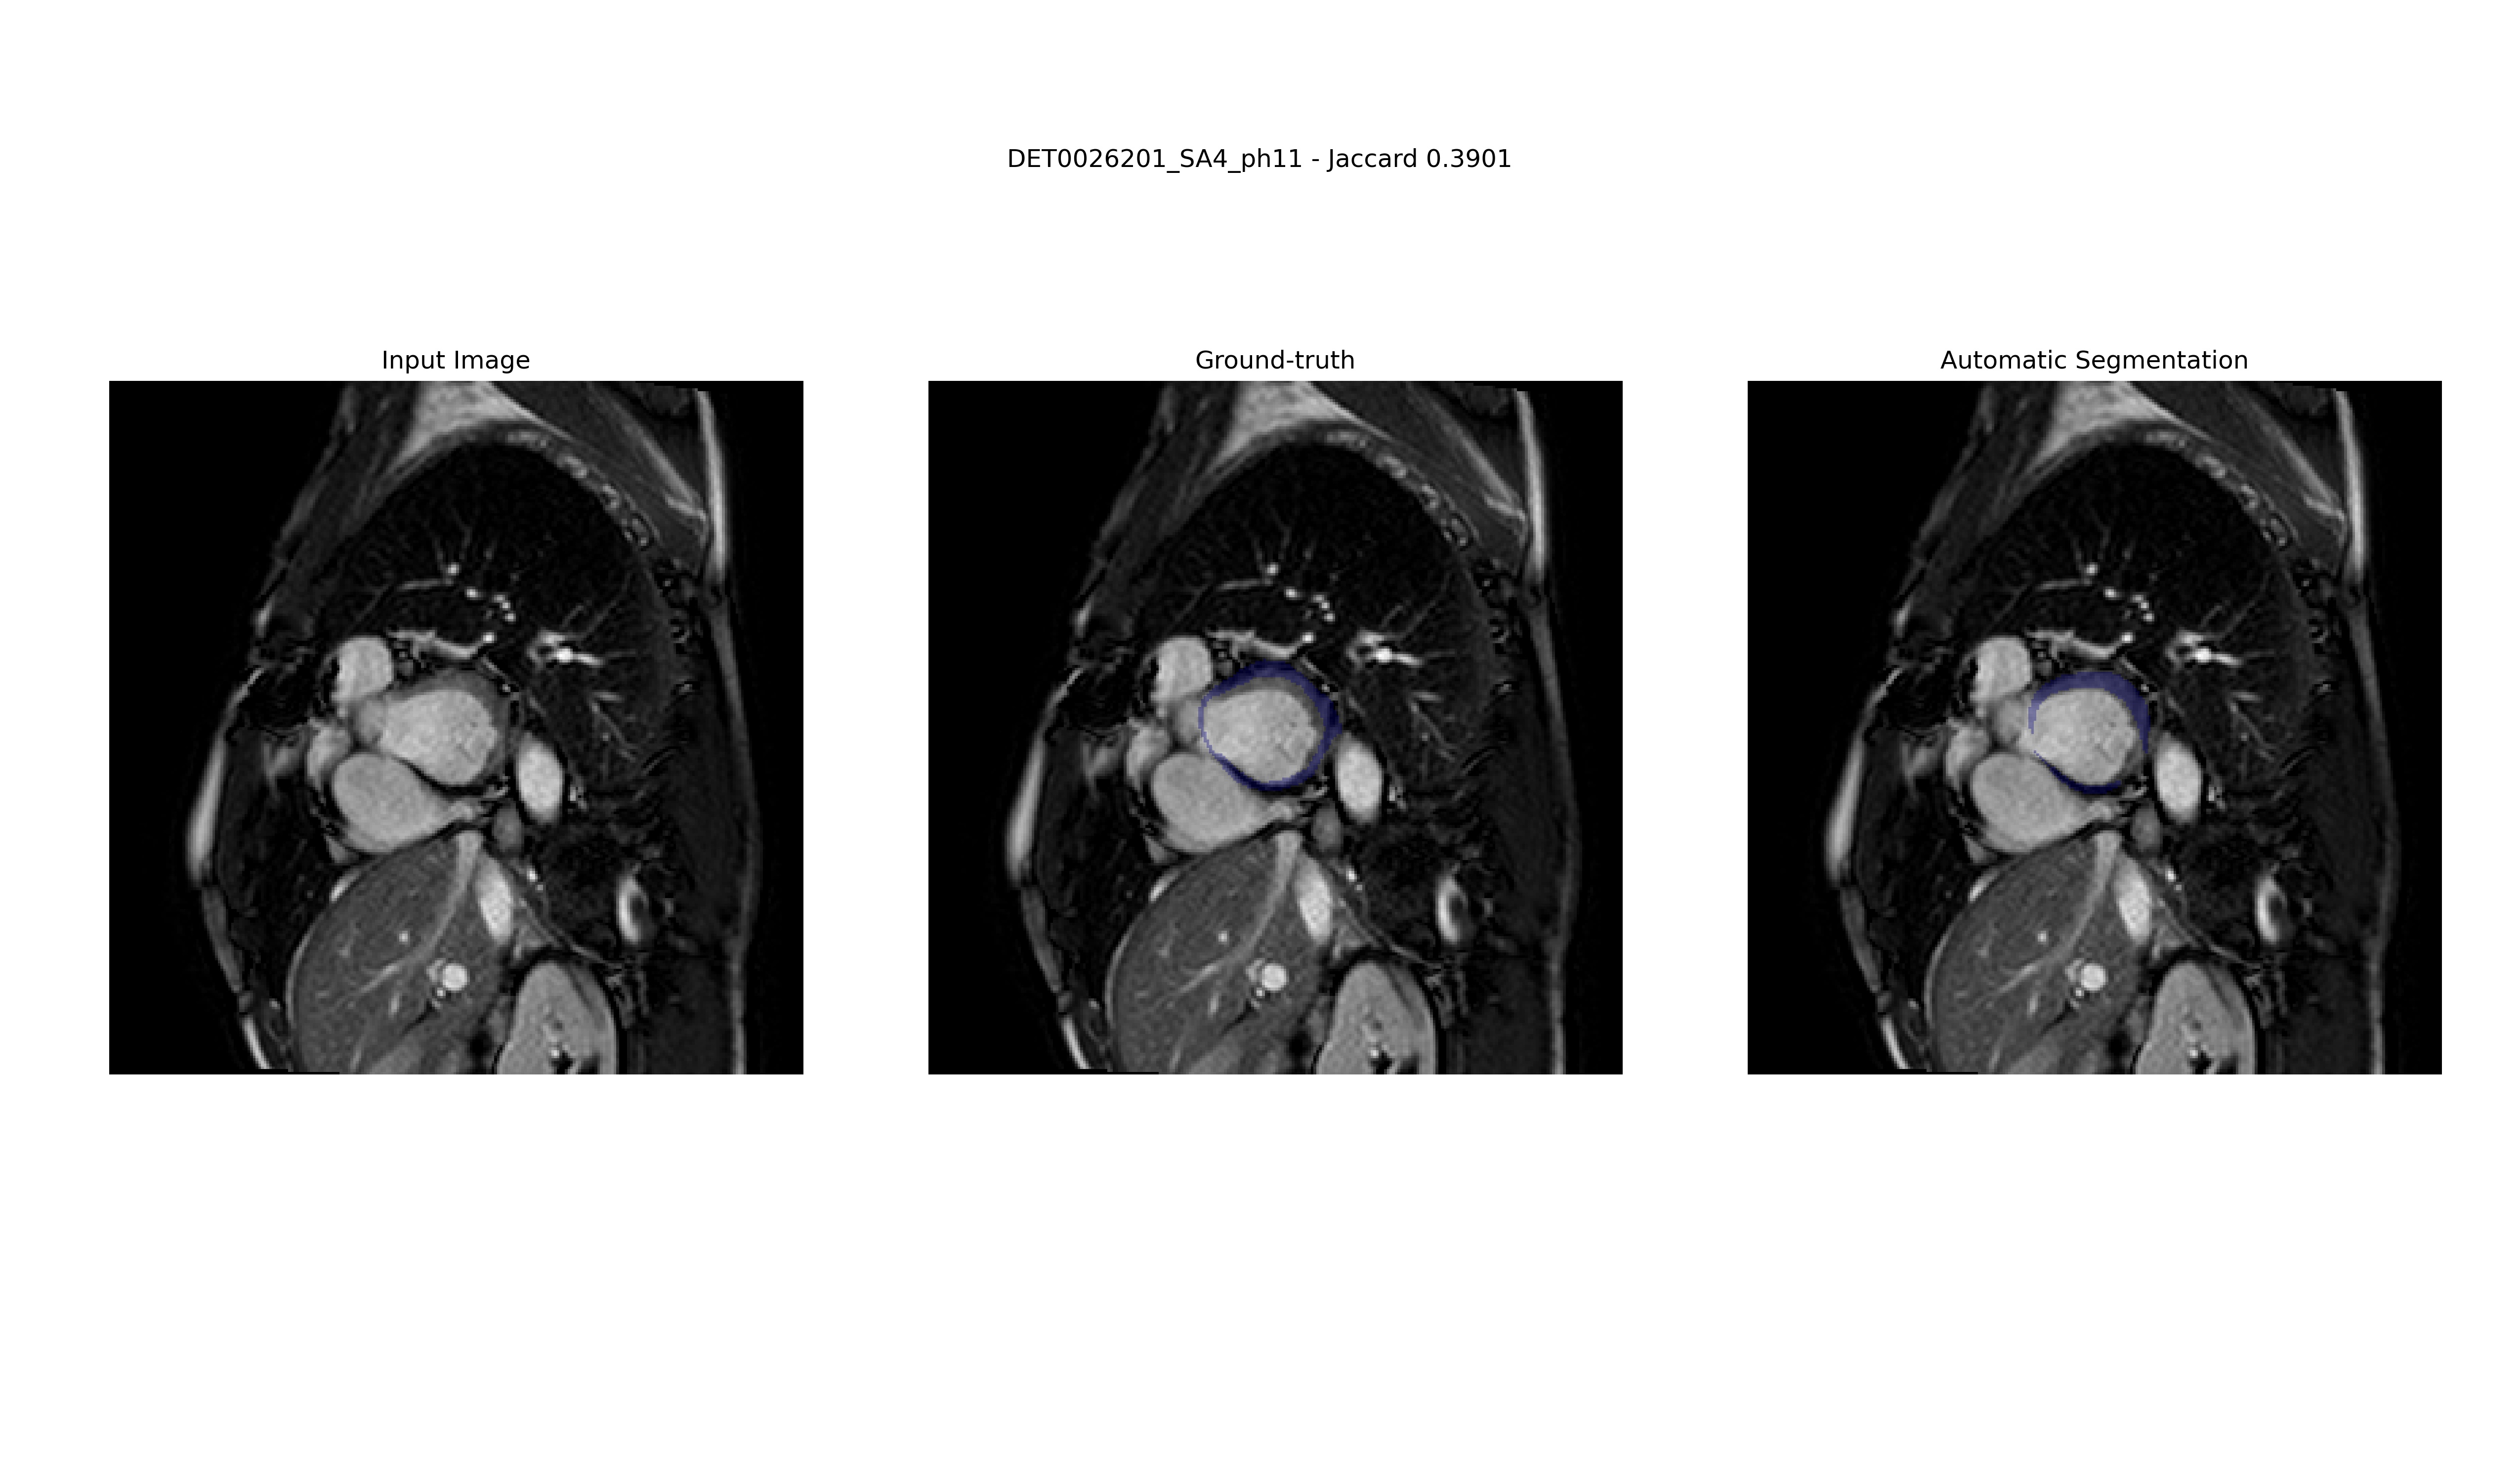 DET0026201_SA4_ph11 - Jaccard 0.3901
Input Image
Ground-truth
Automatic Segmentation